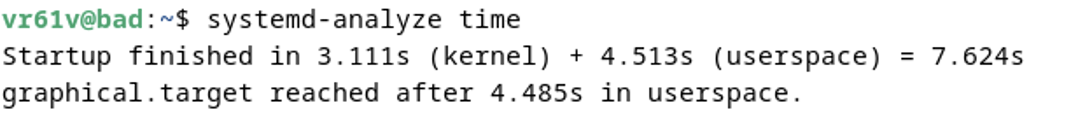 vr61v@bad:~$ systemd-analyze time
Startup finished in 3.111s (kernel) + 4.513s (userspace) = 7.624s
graphical.target reached after 4.485s in userspace.